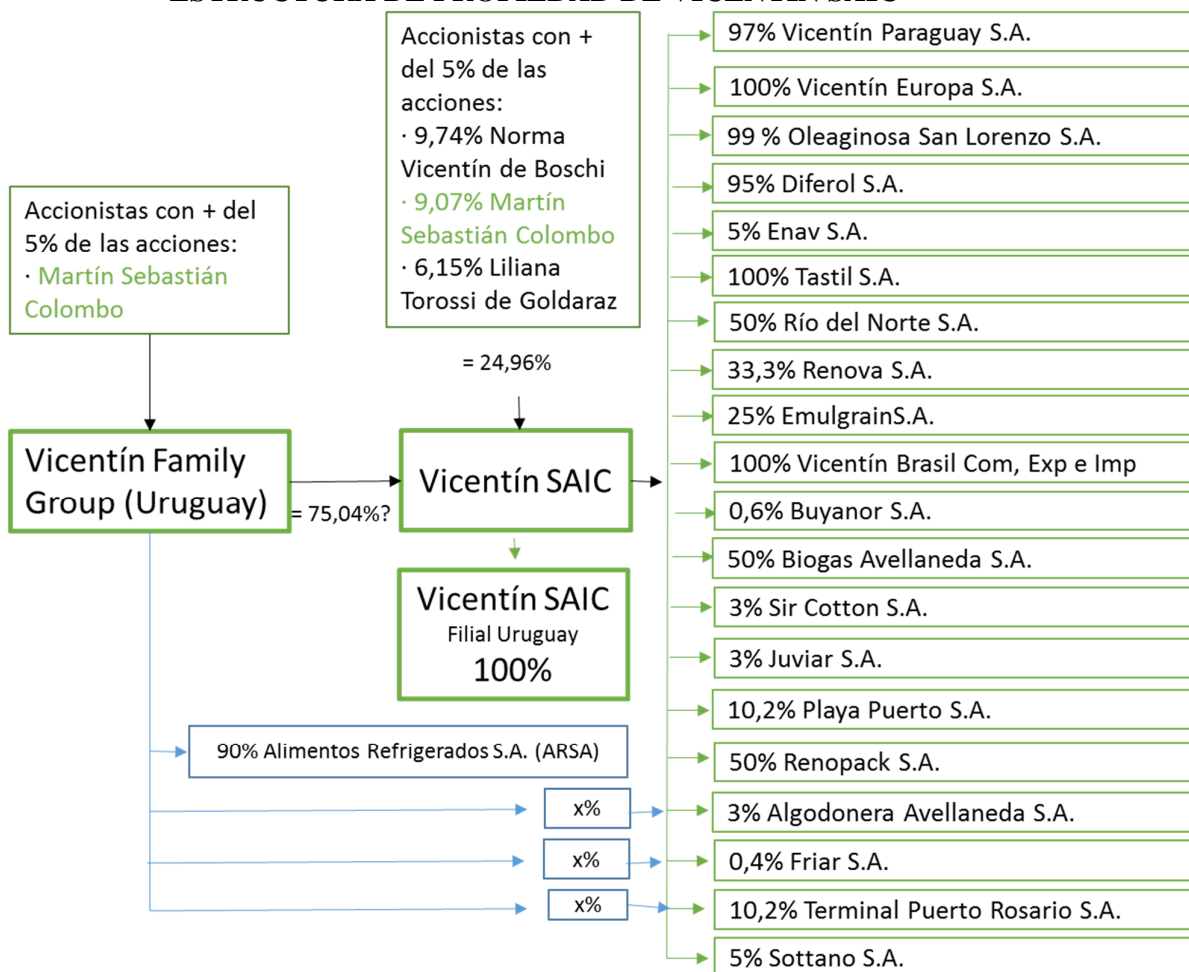 ESTRUCTURA DE PROPIEDAD DE VICENTÍN SAIC
Accionistas con + del
5% de las acciones:
· Martín Sebastián
Colombo
Accionistas con +
del 5% de las
acciones:
· 9,74% Norma
Vicentín de Boschi
· 9,07% Martín
Sebastián Colombo
· 6,15% Liliana
Torossi de Goldaraz
= 24,96%
Vicentín Family
Group (Uruguay)
= 75,04%?
Vicentín SAIC
Vicentín SAIC
Filial Uruguay
100%
90% Alimentos Refrigerados S.A. (ARSA)
x%
x%
x%
97% Vicentín Paraguay S.A.
100% Vicentín Europa S.A.
99 % Oleaginosa San Lorenzo S.A.
95% Diferol S.A.
5% Enav S.A.
100% Tastil S.A.
50% Río del Norte S.A.
33,3% Renova S.A.
25% EmulgrainS.A.
100% Vicentín Brasil Com, Exp e Imp
0,6% Buyanor S.A.
50% Biogas Avellaneda S.A.
3% Sir Cotton S.A.
3% Juviar S.A.
10,2% Playa Puerto S.A.
50% Renopack S.A.
3% Algodonera Avellaneda S.A.
0,4% Friar S.A.
10,2% Terminal Puerto Rosario S.A.
5% Sottano S.A.